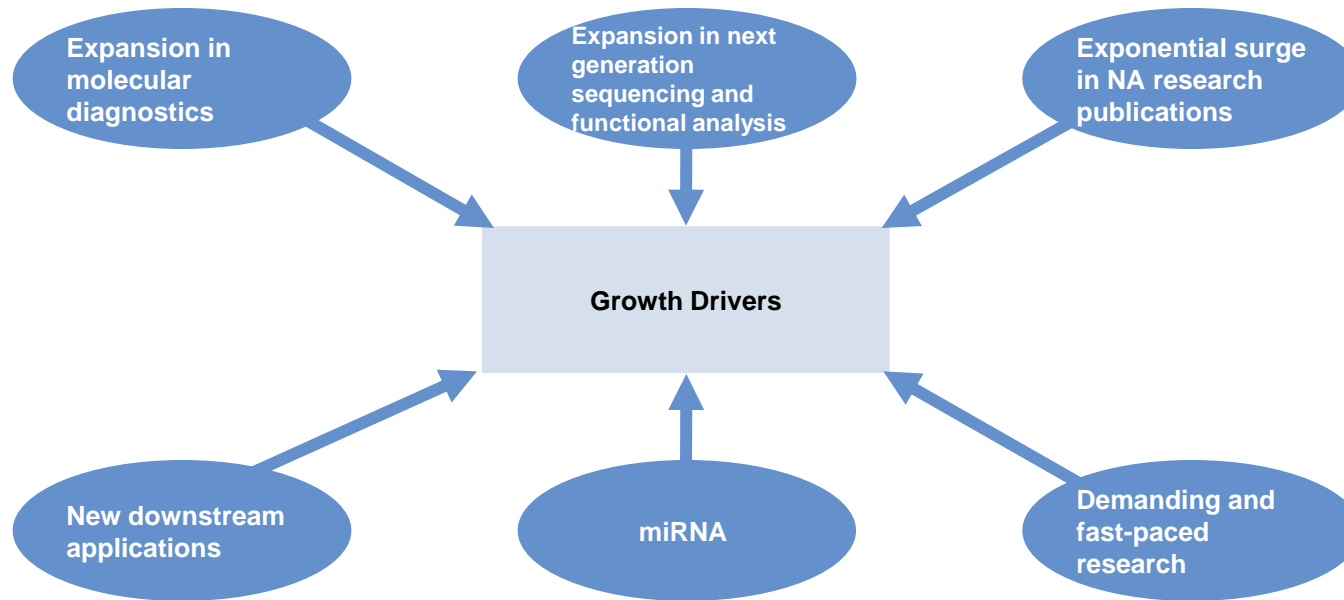 Expansion in
molecular
diagnostics
Expansion in next
generation
sequencing and
functional analysis
Exponential surge
in NA research
publications
Growth Drivers
New downstream
applications
miRNA
Demanding and
fast-paced
research